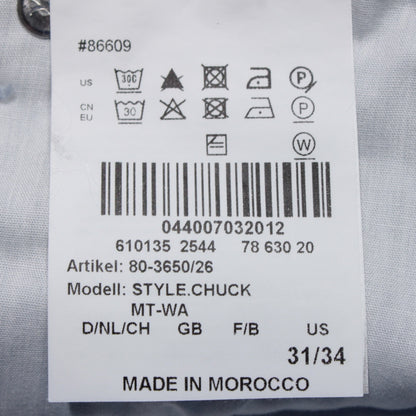 #86609
US 30C P
CN
EU 30 P
W
044007032012
610135 2544 78 630 20
Artikel: 80-3650/26
Modell: STYLE.CHUCK
MT-WA
D/NL/CH GB F/B US
31/34
MADE IN MOROCCO